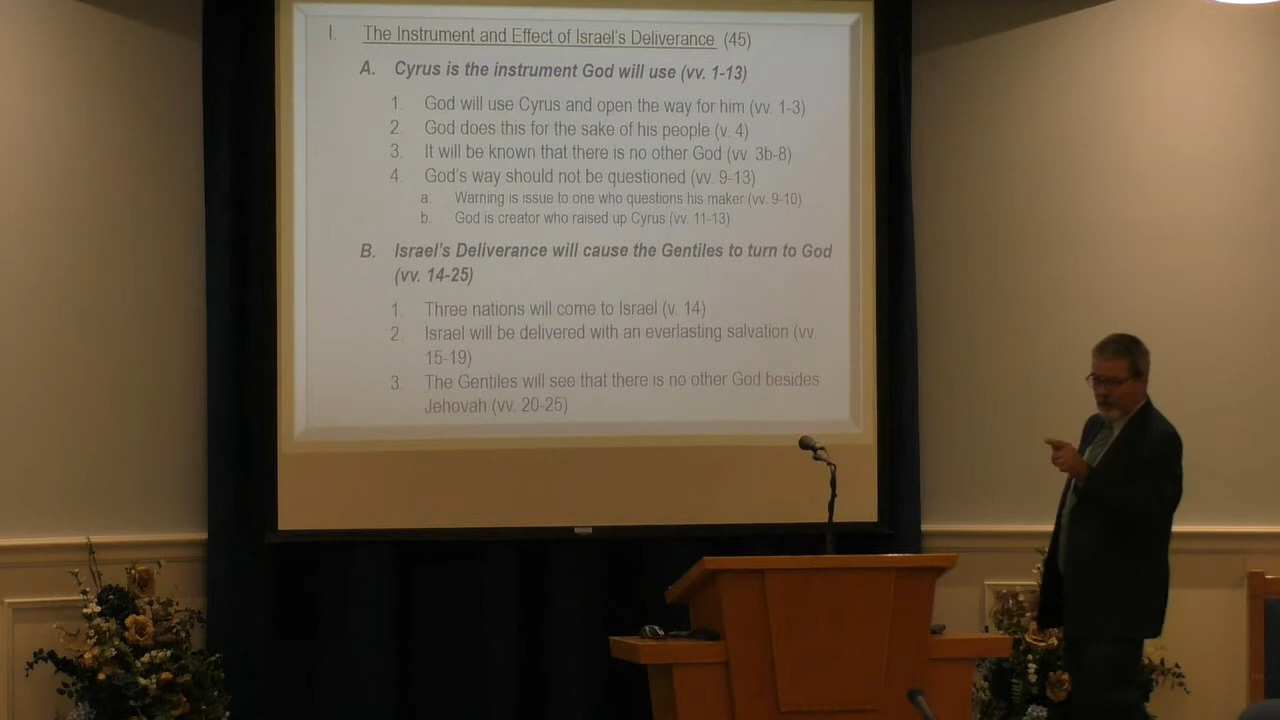 I. The Instrument and Effect of Israel's Deliverance (45)
A. Cyrus is the instrument God will use (vv. 1-13)
1. God will use Cyrus and open the way for him (vv. 1-3)
2. God does this for the sake of his people (v. 4)
3. It will be known that there is no other God (vv. 3b-8)
4. God's way should not be questioned (vv. 9-13)
a. Warning is issue to one who questions his maker (vv. 9-10)
b. God is creator who raised up Cyrus (vv. 11-13)
B. Israel's Deliverance will cause the Gentiles to turn to God
(vv. 14-25)
1. Three nations will come to Israel (v. 14)
2. Israel will be delivered with an everlasting salvation (vv.
15-19)
3. The Gentiles will see that there is no other God besides
Jehovah (vv. 20-25)